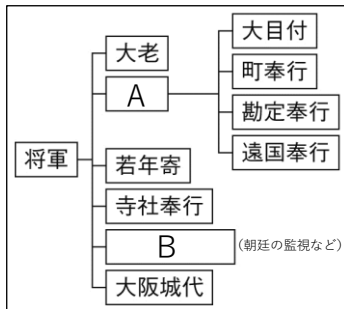 将軍
大老
A
大目付
町奉行
勘定奉行
遠国奉行
若年寄
寺社奉行
B
(朝廷の監視など)
大阪城代